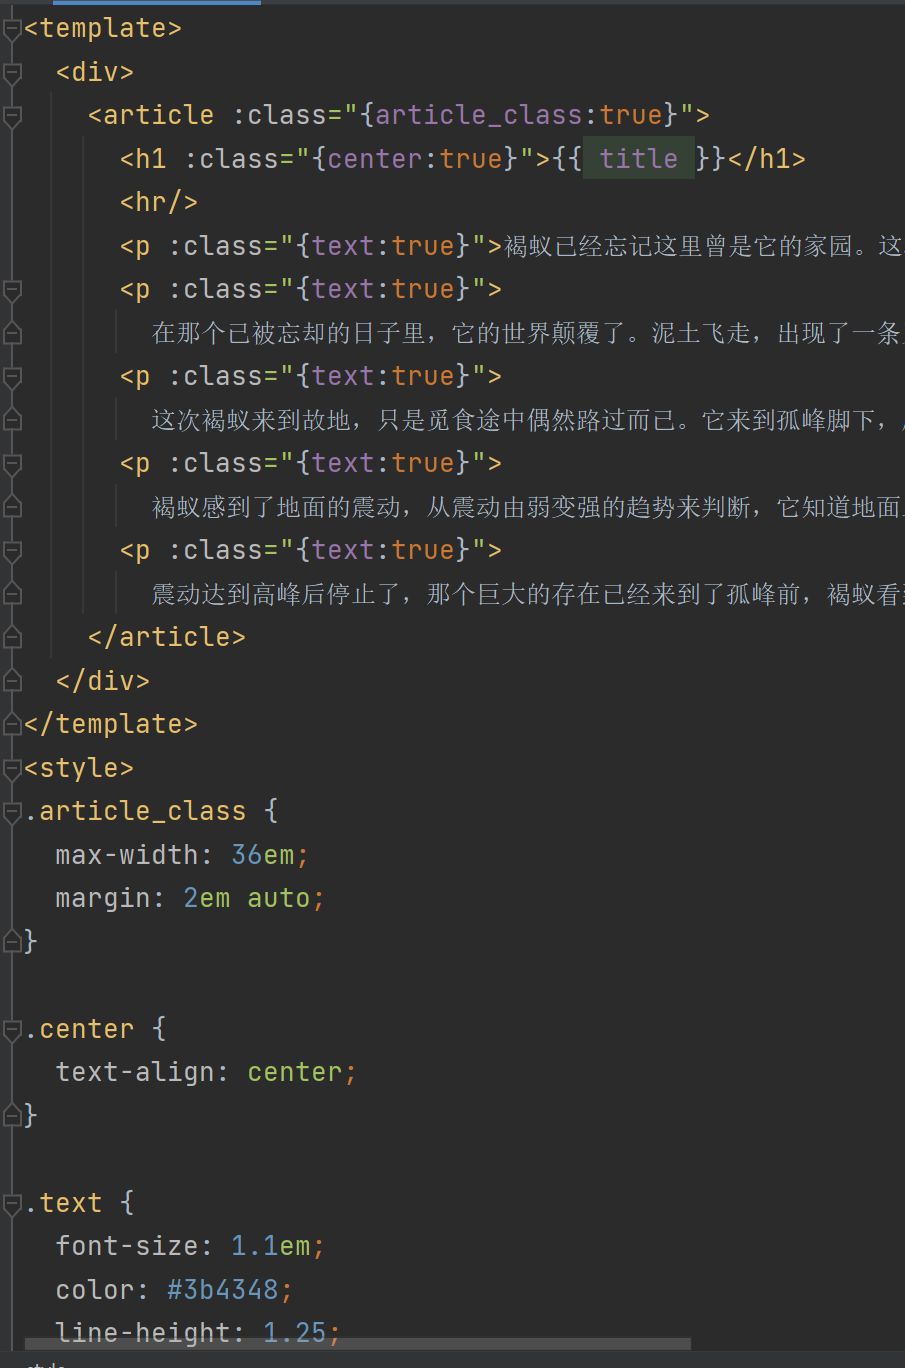 <template>
<div>
<article :class="{article_class:true}">
<h1 :class="{center:true}">{{ title }}</h1>
<hr/>
<p :class="{text:true}">褐蚁已经忘记这里曾是它的家园。这
<p :class="{text:true}">
在那个已被忘却的日子里，它的世界颠覆了。泥土飞走，出现了一条
<p :class="{text:true}">
这次褐蚁来到故地，只是觅食途中偶然路过而已。它来到孤峰脚下，
<p :class="{text:true}">
褐蚁感到了地面的震动，从震动由弱变强的趋势来判断，它知道地面
<p :class="{text:true}">
震动达到高峰后停止了，那个巨大的存在已经来到了孤峰前，褐蚁看
</article>
</div>
</template>
<style>
.article_class {
max-width: 36em;
margin: 2em auto;
}
.center {
text-align: center;
}
.text {
font-size: 1.1em;
color: #3b4348;
line-height: 1.25;